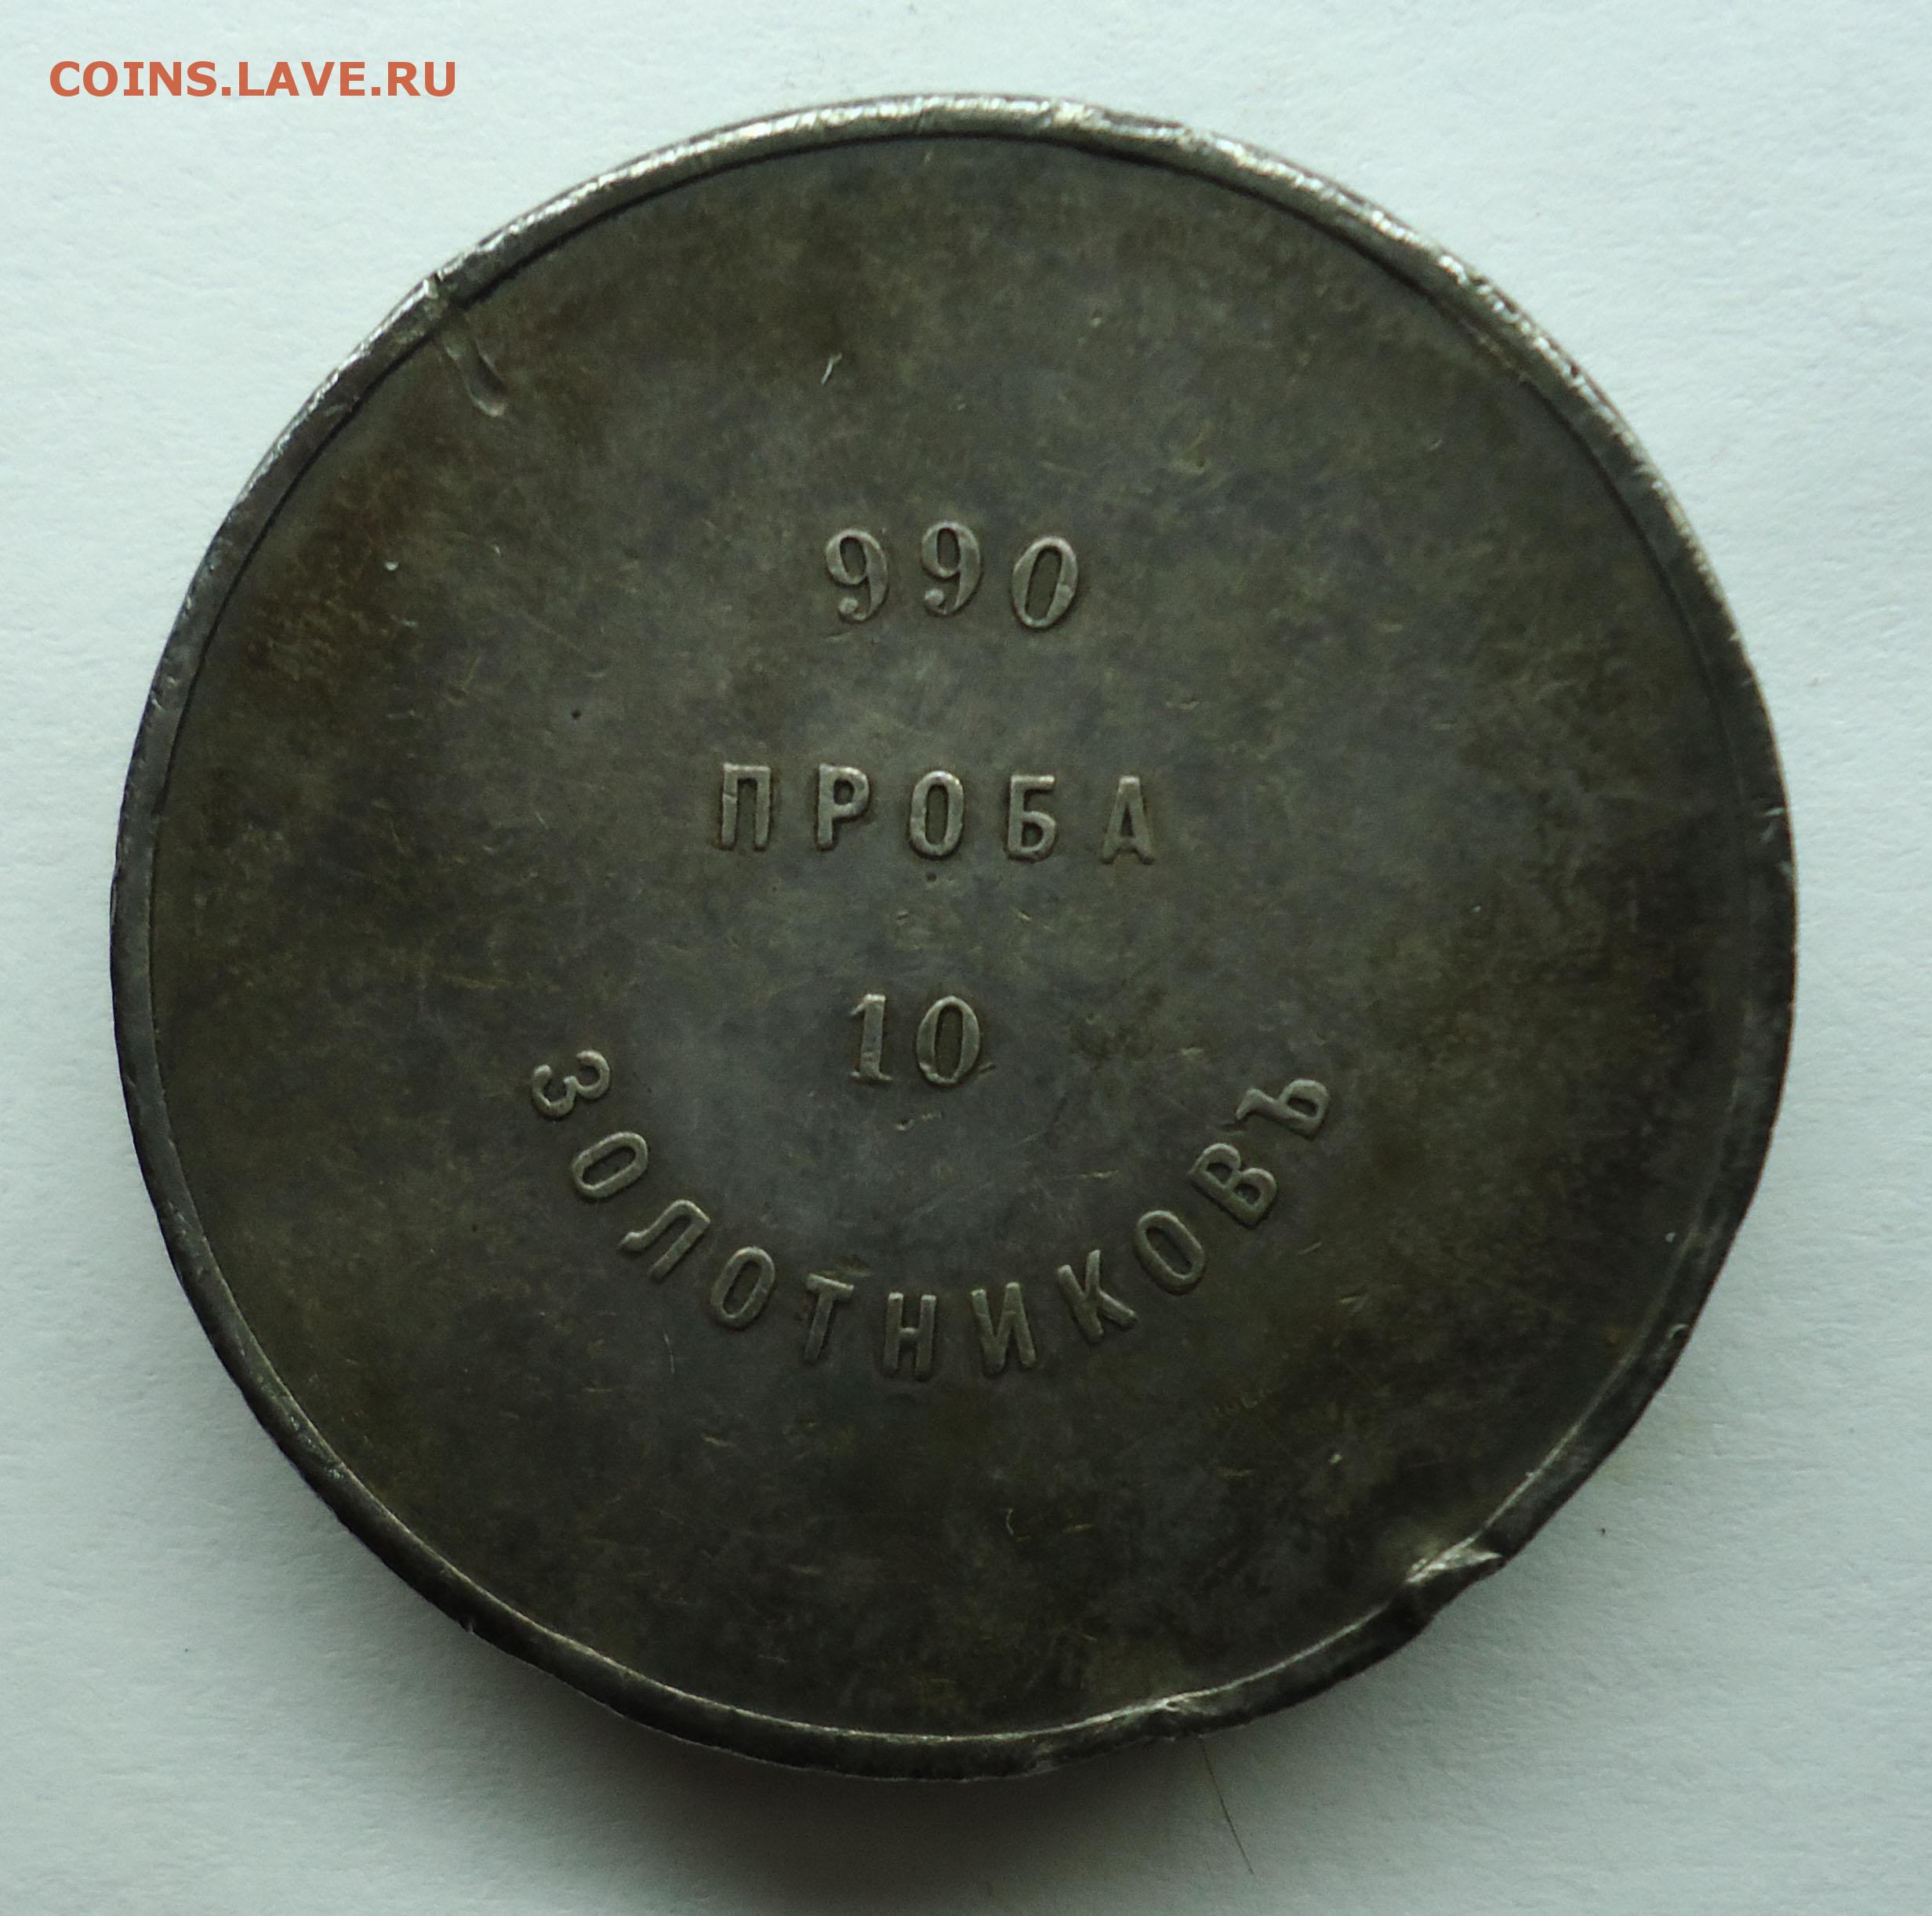 COINS.LAVE.RU
990
ПРОБА
10
ЗОЛОТНИКОВЪ